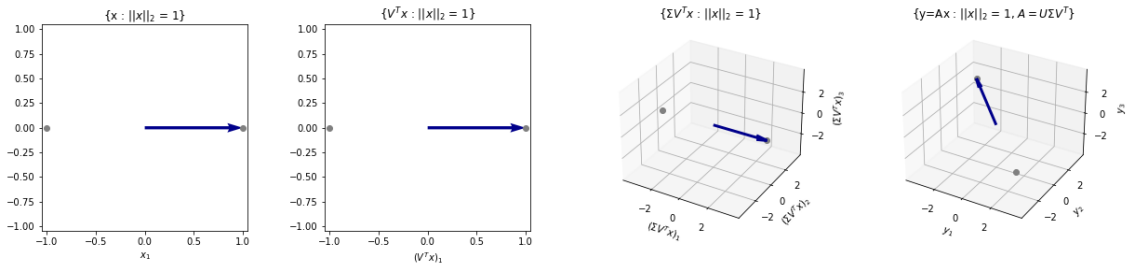 {x : ||x||₂ = 1}
1.00
0.75
0.50
0.25
0.00
−0.25
−0.50
−0.75
−1.00
−1.0 −0.5 0.0 0.5 1.0
x₁
{Vᵀx : ||x||₂ = 1}
1.00
0.75
0.50
0.25
0.00
−0.25
−0.50
−0.75
−1.00
−1.0 −0.5 0.0 0.5 1.0
(Vᵀx)₁
{ΣVᵀx : ||x||₂ = 1}
−2 0 2
(ΣVᵀx)₁
−2 0 2
(ΣVᵀx)₂
2
0
−2
(ΣVᵀx)₃
{y=Ax : ||x||₂ = 1, A = UΣVᵀ}
−2 0 2
y₁
−2 0 2
y₂
2
0
−2
y₃